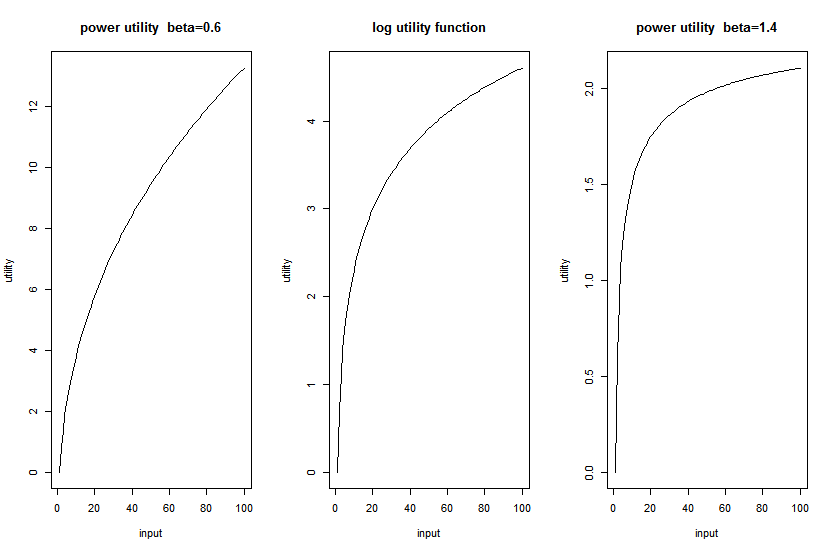 power utility beta=0.6
utility
12
10
8
6
4
2
0
0 20 40 60 80 100
input
log utility function
utility
4
3
2
1
0
0 20 40 60 80 100
input
power utility beta=1.4
utility
2.0
1.5
1.0
0.5
0.0
0 20 40 60 80 100
input